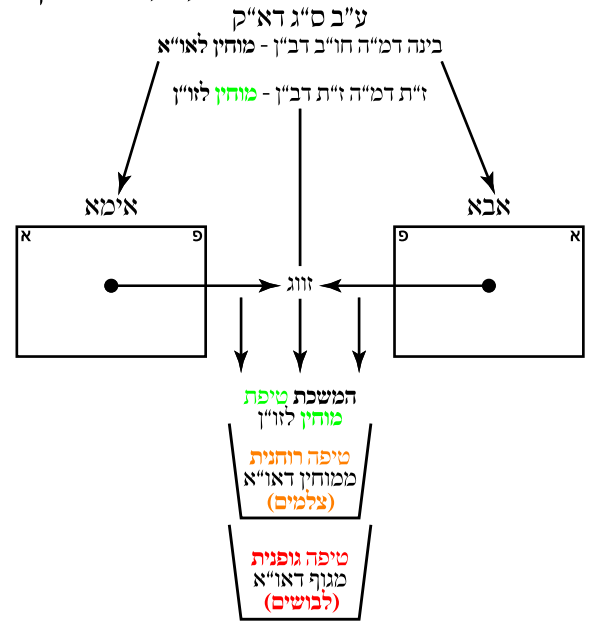 ע"ב ס"ג דא"ק
בינה דמ"ה חו"ב דב"ן - מוחין לאו"א
ז"ת דמ"ה ז"ת דב"ן - מוחין לזו"ן
אבא
אימא
א
פ
פ
א
זווג
המשכת טיפת
מוחין לזו"ן
טיפה רוחנית
ממוחין דאו"א
(צלמים)
טיפה גופנית
מגוף דאו"א
(לבושים)